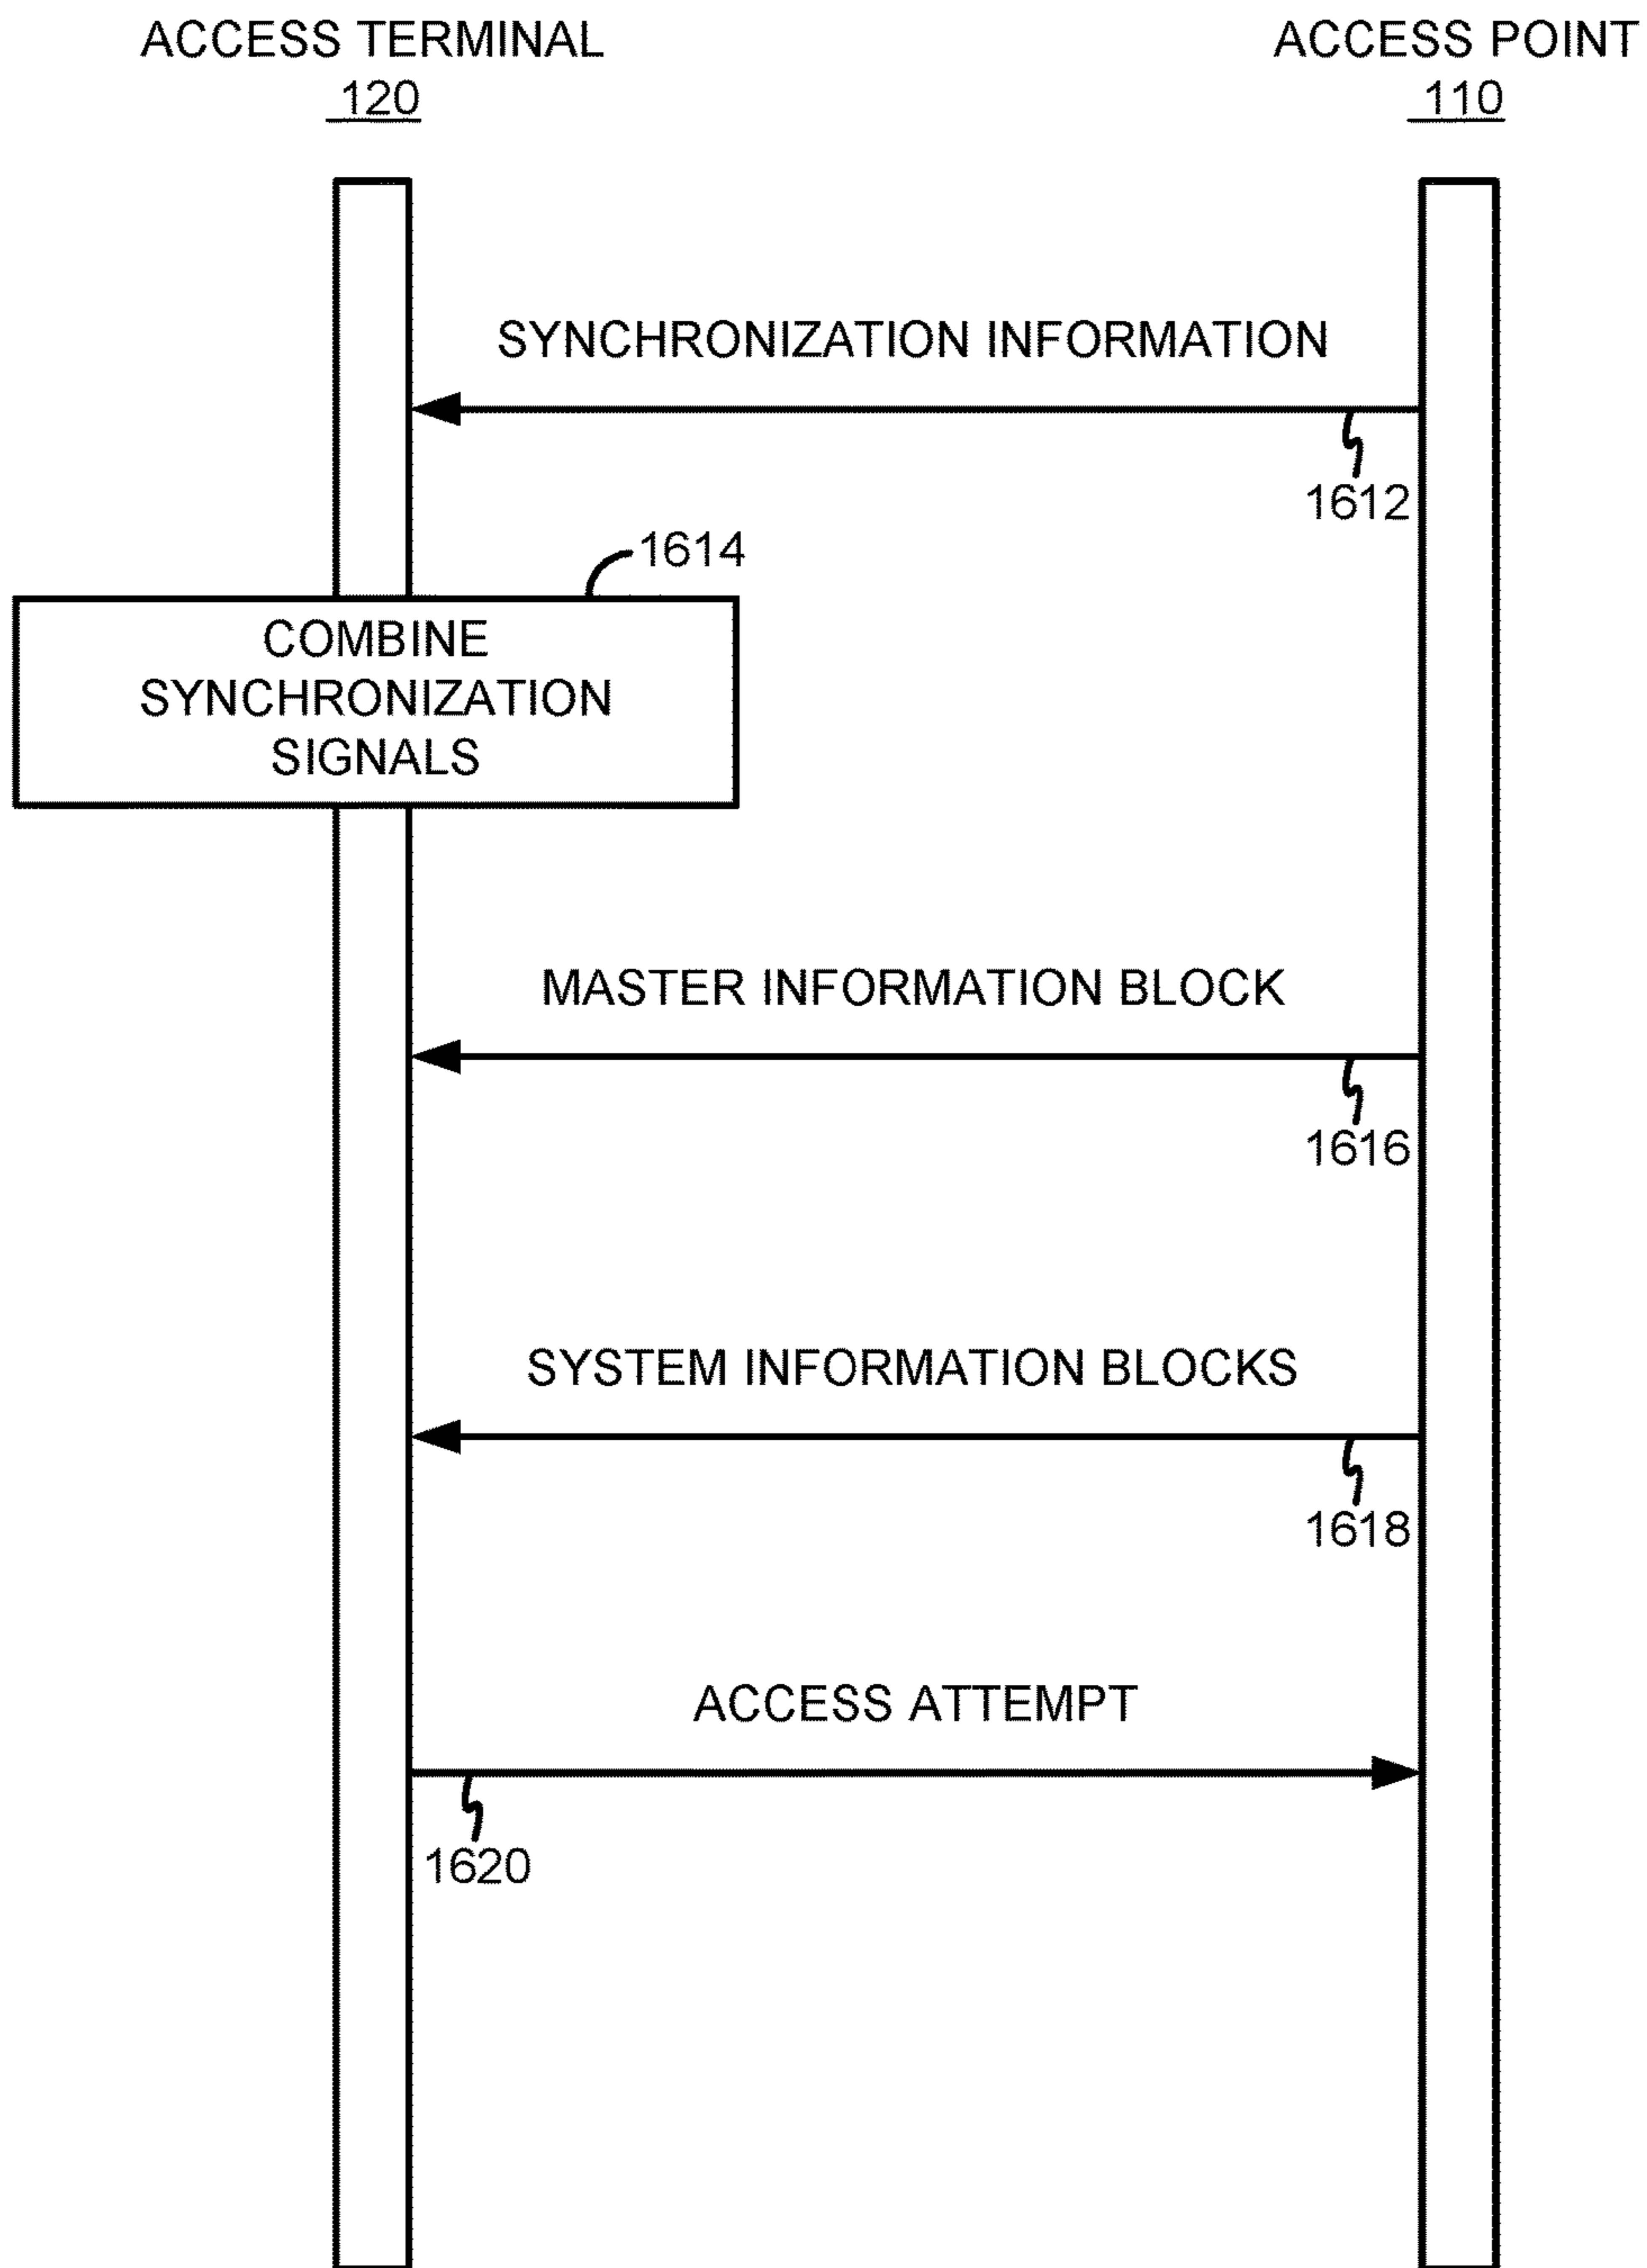 ACCESS TERMINAL
120
ACCESS POINT
110
SYNCHRONIZATION INFORMATION
1612
1614
COMBINE
SYNCHRONIZATION
SIGNALS
MASTER INFORMATION BLOCK
1616
SYSTEM INFORMATION BLOCKS
1618
ACCESS ATTEMPT
1620